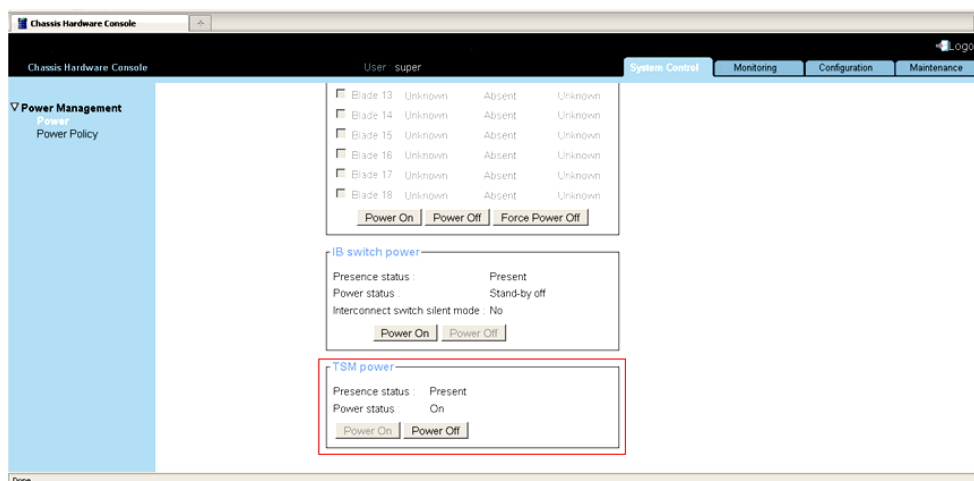 Chassis Hardware Console
Logo
Chassis Hardware Console
User : super
System Control
Monitoring
Configuration
Maintenance
Power Management
Power
Power Policy
Blade 13 Unknown Absent Unknown
Blade 14 Unknown Absent Unknown
Blade 15 Unknown Absent Unknown
Blade 16 Unknown Absent Unknown
Blade 17 Unknown Absent Unknown
Blade 18 Unknown Absent Unknown
Power On Power Off Force Power Off
IB switch power
Presence status : Present
Power status : Stand-by off
Interconnect switch silent mode : No
Power On Power Off
TSM power
Presence status : Present
Power status : On
Power On Power Off
Done